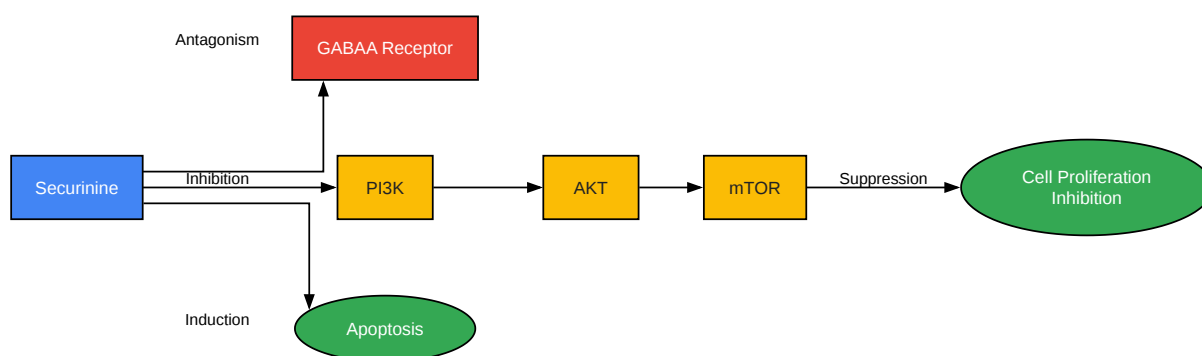 Antagonism
GABAA Receptor
Securinine
Inhibition
PI3K
AKT
mTOR
Suppression
Cell Proliferation
Inhibition
Induction
Apoptosis